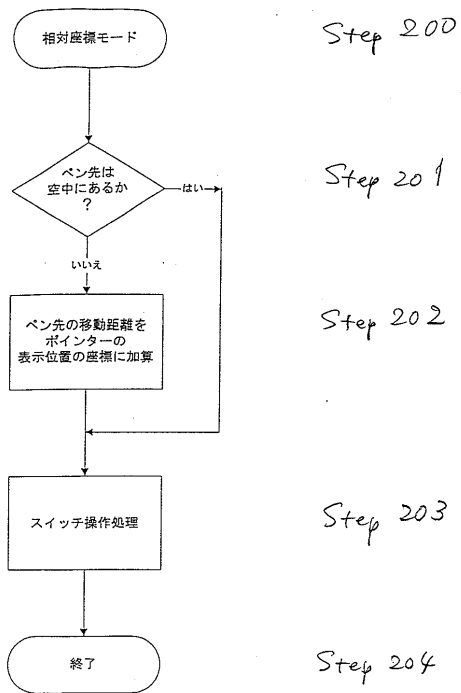 相対座標モード
Step 200
ペン先は
空中にあるか
?
はい
Step 201
いいえ
ペン先の移動距離を
ポインターの
表示位置の座標に加算
Step 202
スイッチ操作処理
Step 203
終了
Step 204